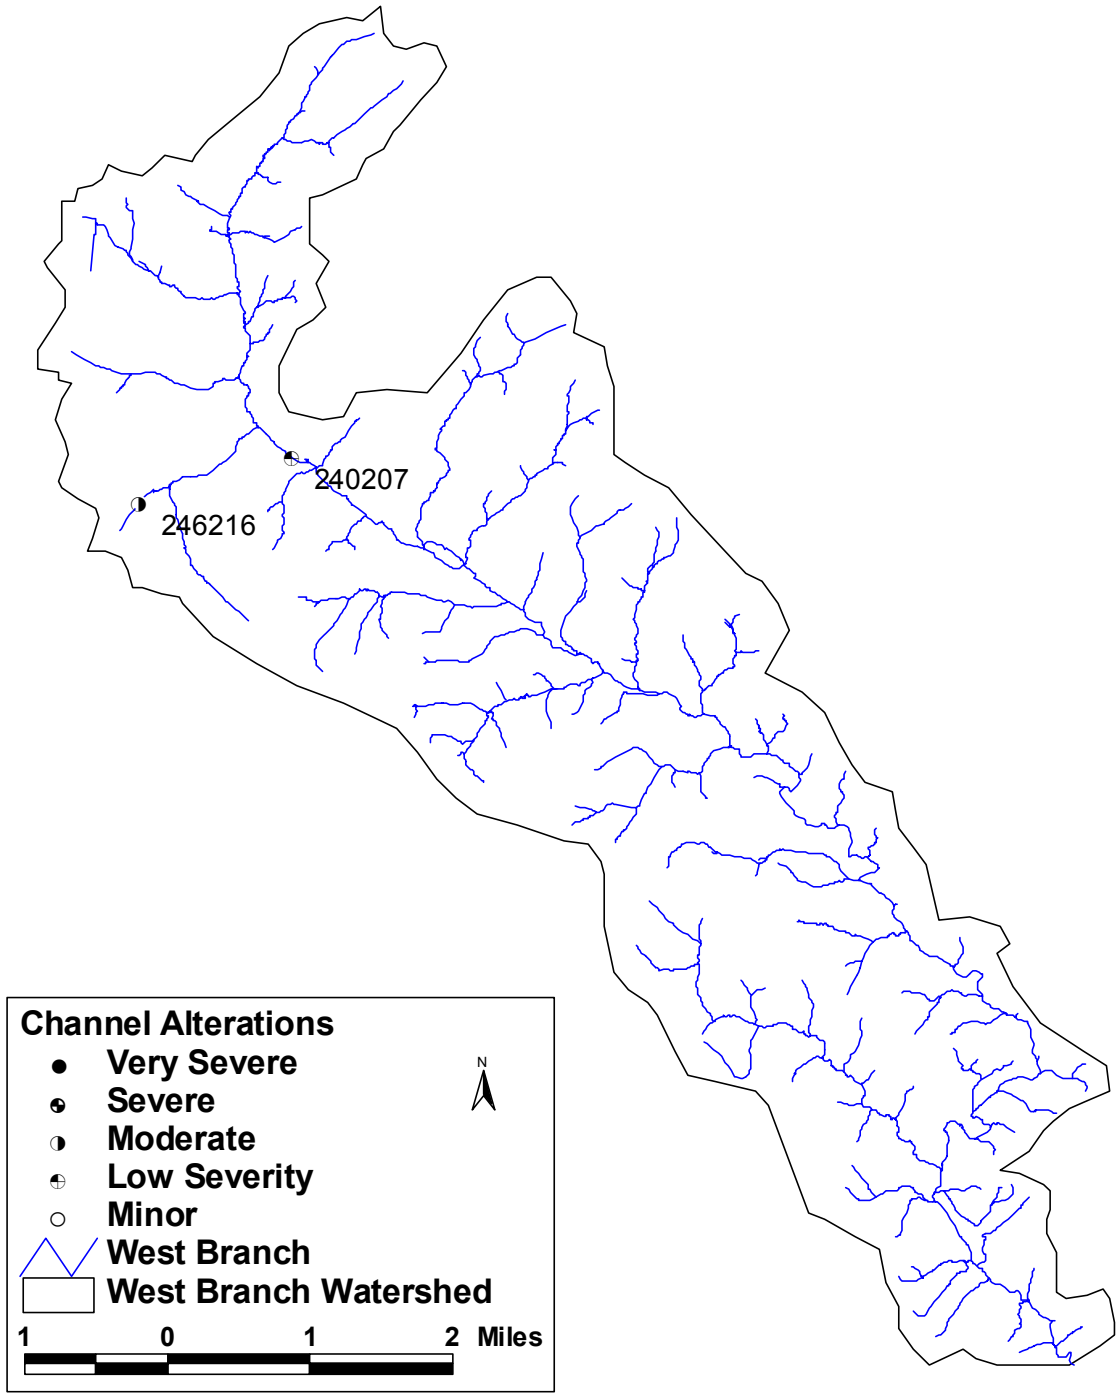 240207
246216
Channel Alterations
Very Severe
N
Severe
Moderate
Low Severity
Minor
West Branch
West Branch Watershed
1 0 1 2 Miles